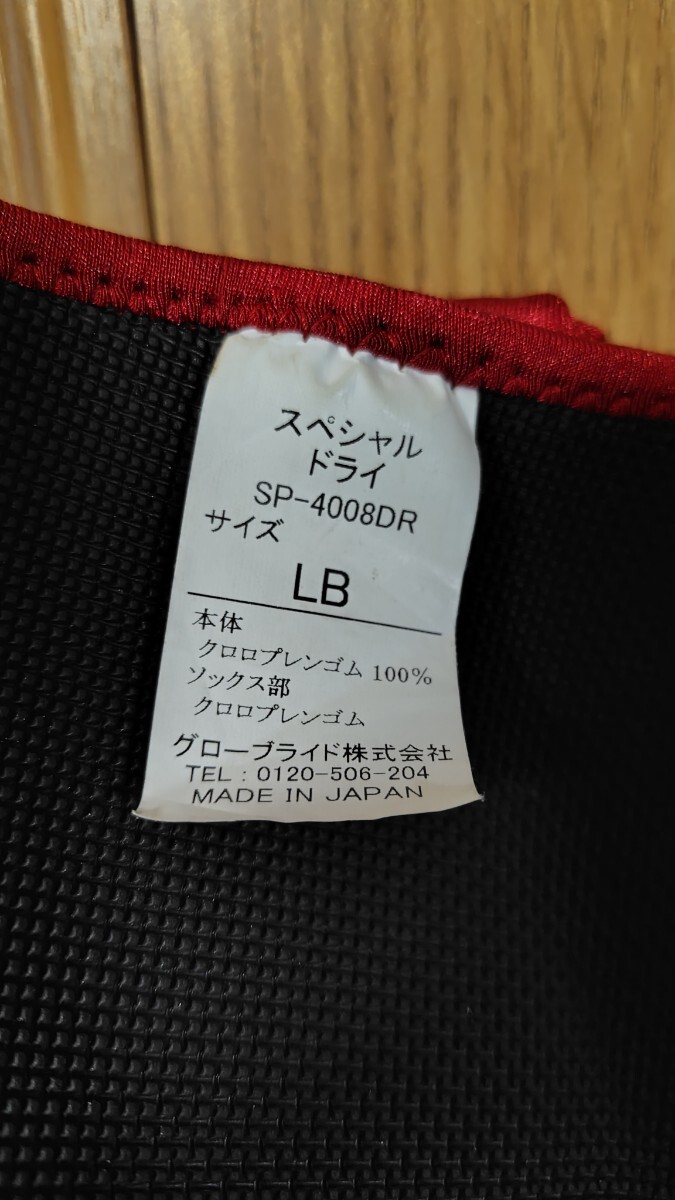 スペシャル
ドライ
SP-4008DR
サイズ
LB
本体
クロロプレンゴム 100%
ソックス部
クロロプレンゴム
グローブライド株式会社
TEL : 0120-506-204
MADE IN JAPAN